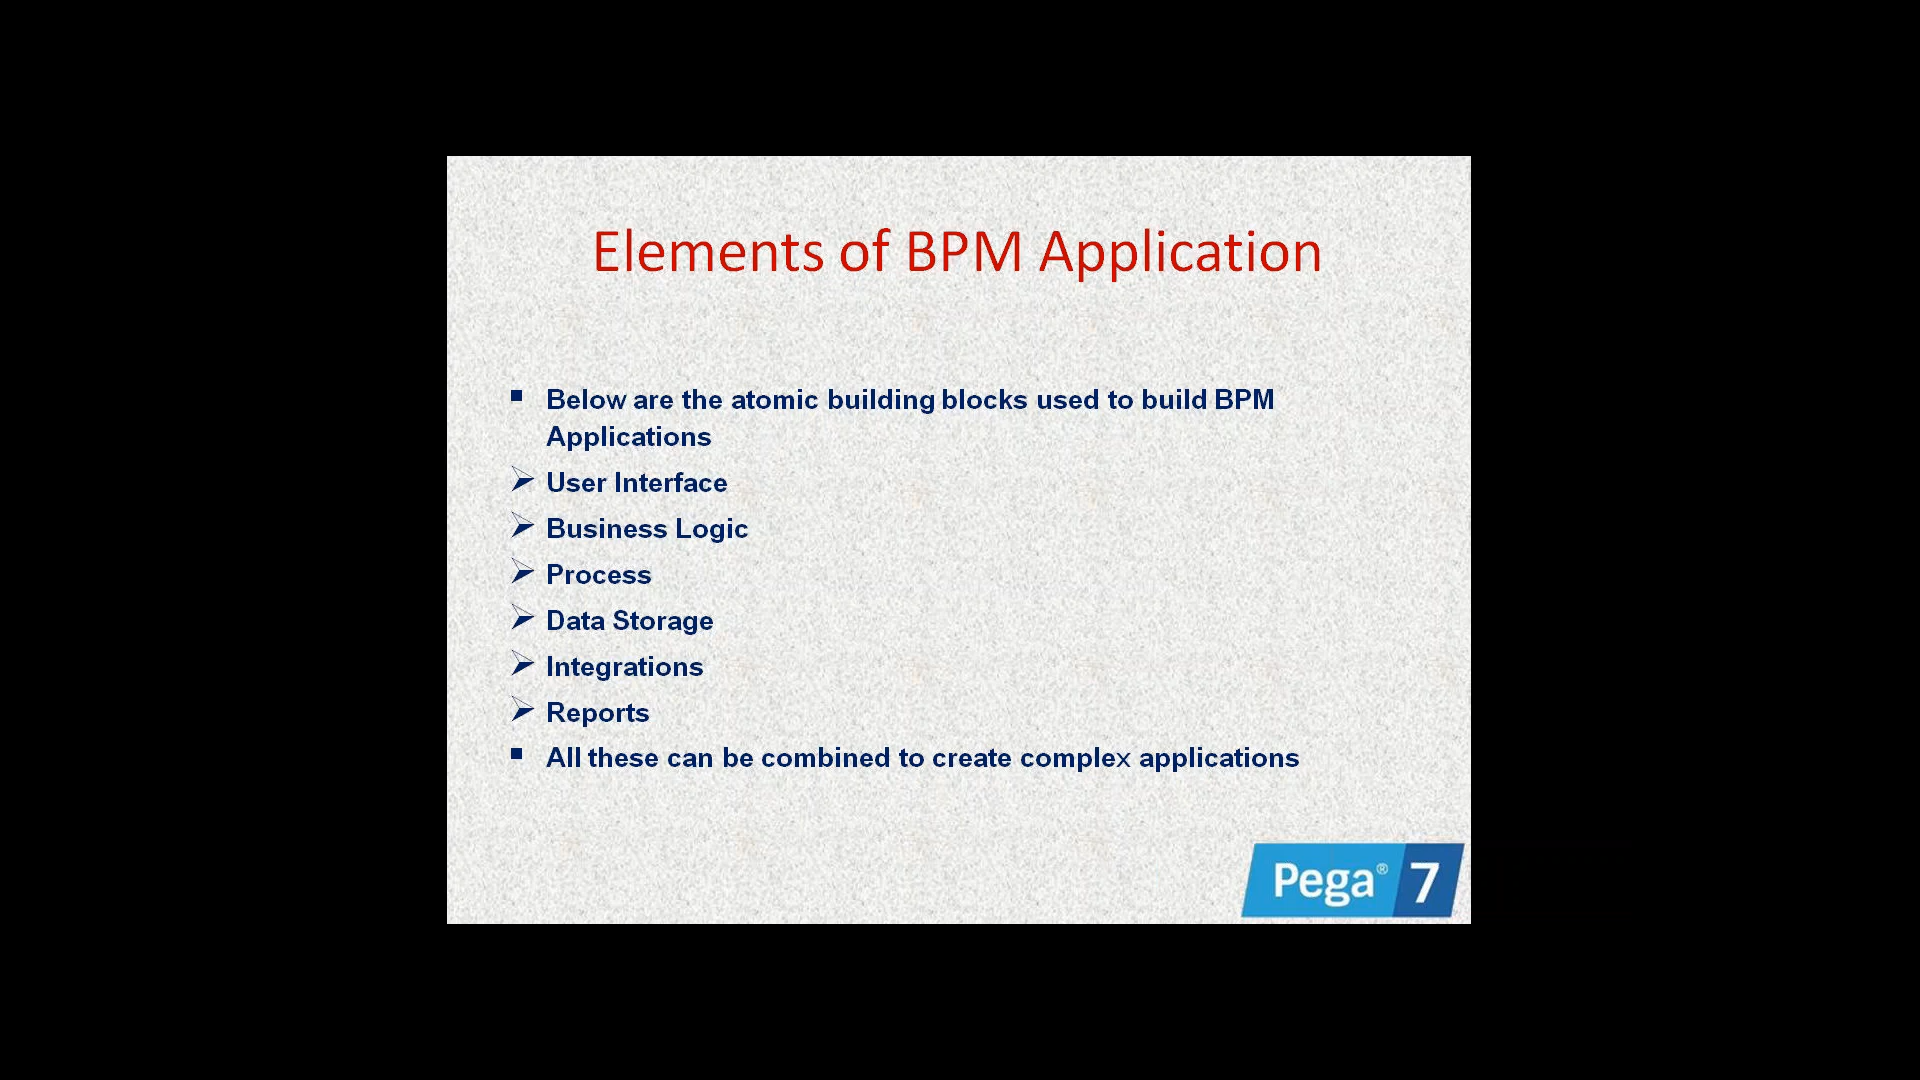 Elements of BPM Application
Below are the atomic building blocks used to build BPM
Applications
User Interface
Business Logic
Process
Data Storage
Integrations
Reports
All these can be combined to create complex applications
Pega® 7